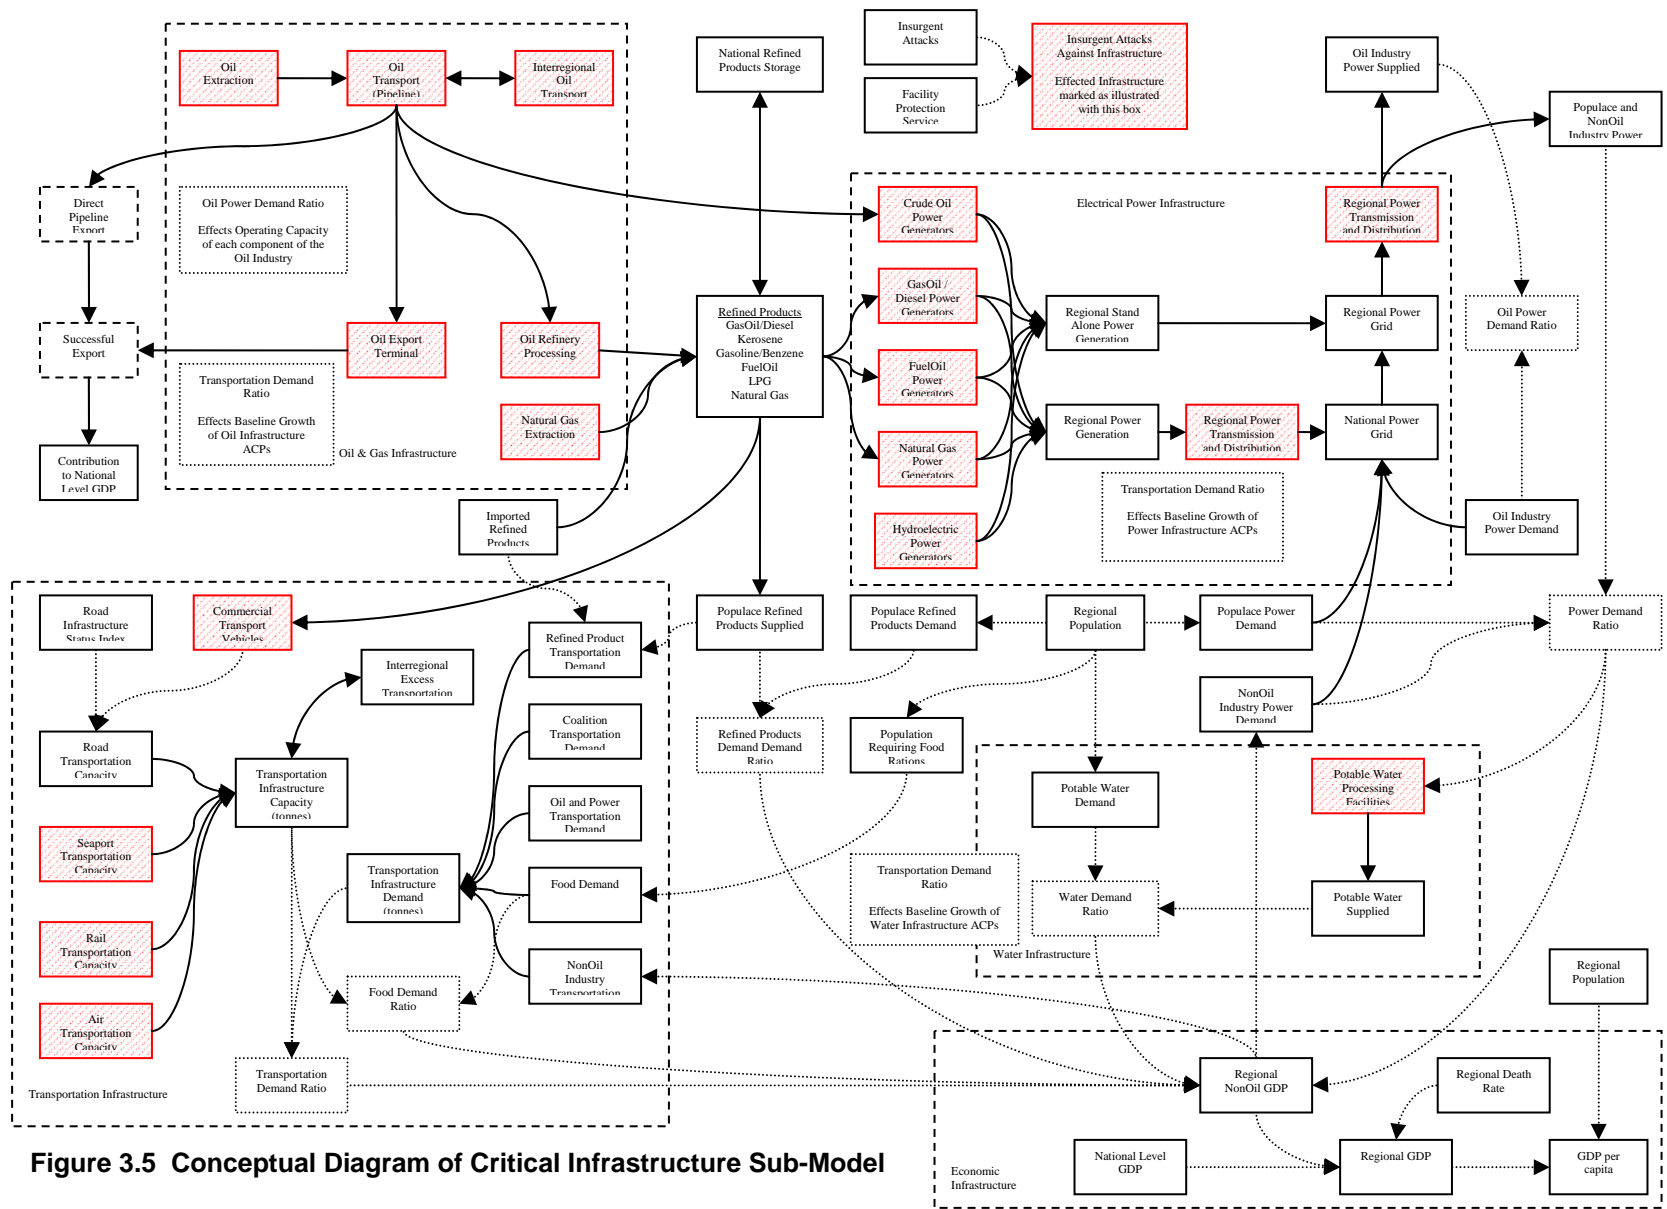 Insurgent
Attacks
Facility
Protection
Service
Insurgent Attacks
Against Infrastructure
Effected Infrastructure
marked as illustrated
with this box
Oil
Extraction
Oil
Transport
(Pipeline)
Interregional
Oil
Transport
National Refined
Products Storage
Oil Industry
Power Supplied
Populace and
NonOil
Industry Power
Direct
Pipeline
Export
Oil Power Demand Ratio
Effects Operating Capacity
of each component of the
Oil Industry
Successful
Export
Oil Export
Terminal
Oil Refinery
Processing
Transportation Demand
Ratio
Effects Baseline Growth
of Oil Infrastructure
ACPs
Oil & Gas Infrastructure
Natural Gas
Extraction
Contribution
to National
Level GDP
Imported
Refined
Products
Refined Products
GasOil/Diesel
Kerosene
Gasoline/Benzene
FuelOil
LPG
Natural Gas
Electrical Power Infrastructure
Crude Oil
Power
Generators
GasOil /
Diesel Power
Generators
FuelOil
Power
Generators
Natural Gas
Power
Generators
Hydroelectric
Power
Generators
Regional Stand
Alone Power
Generation
Regional Power
Generation
Regional Power
Transmission
and Distribution
Regional Power
Transmission
and Distribution
Regional Power
Grid
National Power
Grid
Transportation Demand Ratio
Effects Baseline Growth of
Power Infrastructure ACPs
Oil Power
Demand Ratio
Oil Industry
Power Demand
Road
Infrastructure
Status Index
Commercial
Transport
Vehicles
Interregional
Excess
Transportation
Refined Product
Transportation
Demand
Coalition
Transportation
Demand
Oil and Power
Transportation
Demand
Food Demand
NonOil
Industry
Transportation
Road
Transportation
Capacity
Seaport
Transportation
Capacity
Rail
Transportation
Capacity
Air
Transportation
Capacity
Transportation
Infrastructure
Capacity
(tonnes)
Transportation
Infrastructure
Demand
(tonnes)
Food Demand
Ratio
Transportation
Demand Ratio
Transportation Infrastructure
Populace Refined
Products Supplied
Populace Refined
Products Demand
Regional
Population
Populace Power
Demand
Power Demand
Ratio
NonOil
Industry Power
Demand
Refined Products
Demand Demand
Ratio
Population
Requiring Food
Rations
Potable Water
Demand
Potable Water
Processing
Facilities
Transportation Demand
Ratio
Effects Baseline Growth of
Water Infrastructure ACPs
Water Demand
Ratio
Potable Water
Supplied
Water Infrastructure
Regional
Population
Regional
NonOil GDP
Regional Death
Rate
National Level
GDP
Regional GDP
GDP per
capita
Economic
Infrastructure
Figure 3.5 Conceptual Diagram of Critical Infrastructure Sub-Model